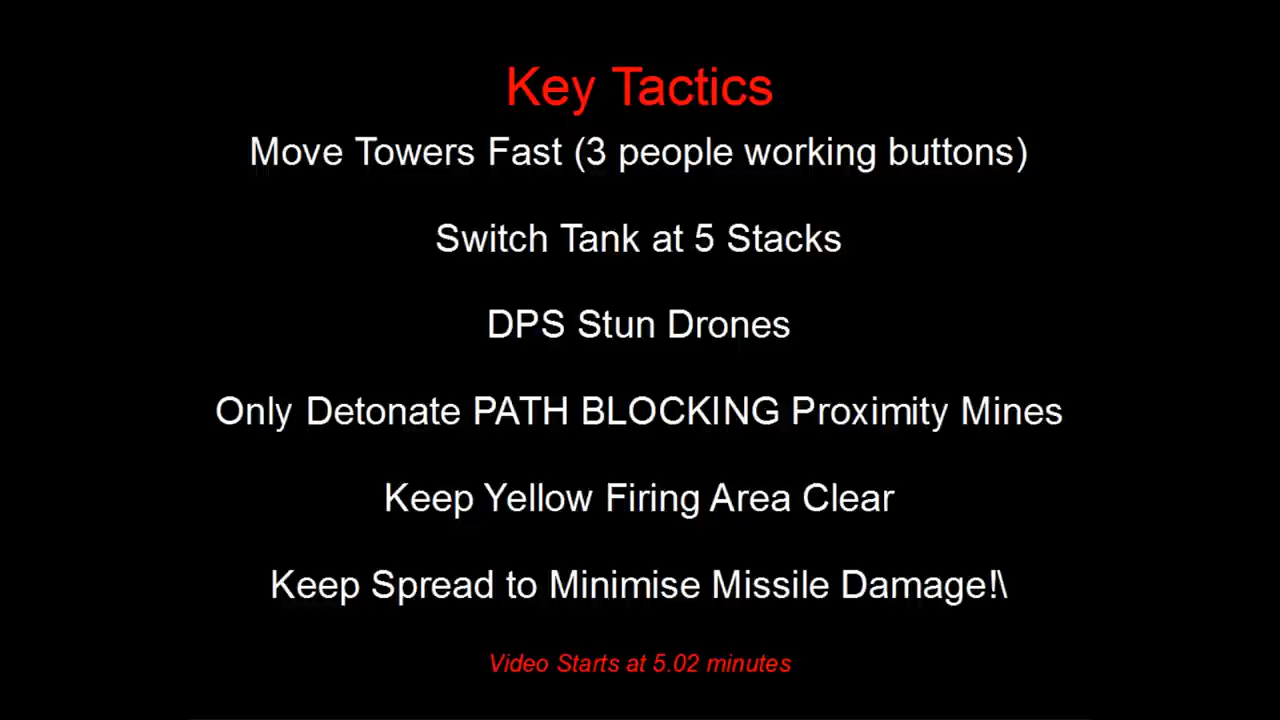 Key Tactics
Move Towers Fast (3 people working buttons)
Switch Tank at 5 Stacks
DPS Stun Drones
Only Detonate PATH BLOCKING Proximity Mines
Keep Yellow Firing Area Clear
Keep Spread to Minimise Missile Damage!\
Video Starts at 5.02 minutes